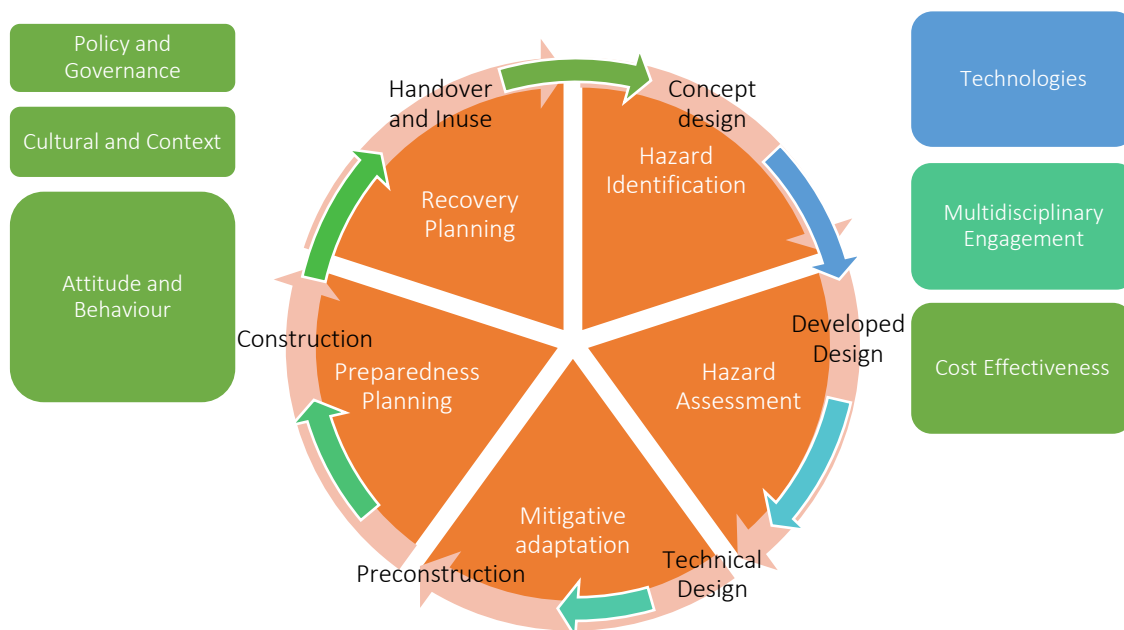 Policy and
Governance
Cultural and Context
Attitude and
Behaviour
Handover
and Inuse
Concept
design
Hazard
Identification
Recovery
Planning
Developed
Design
Hazard
Assessment
Construction
Preparedness
Planning
Mitigative
adaptation
Preconstruction
Technical
Design
Technologies
Multidisciplinary
Engagement
Cost Effectiveness